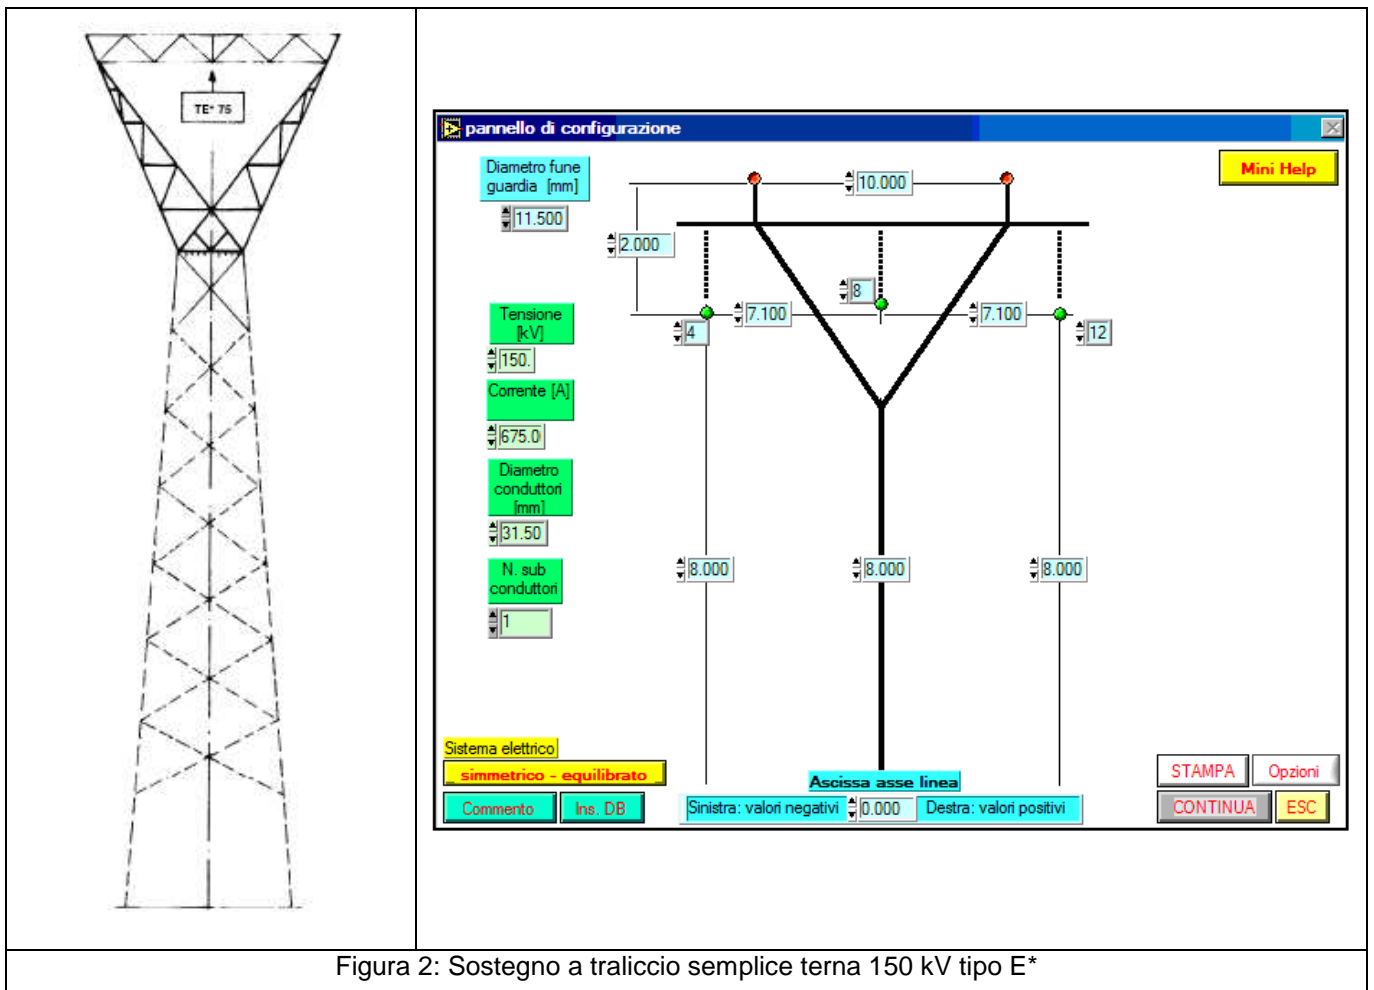 TE* 75
pannello di configurazione
Diametro fune
guardia [mm]
11.500
10.000
Mini Help
2.000
8
Tensione
[kV]
150.
7.100
7.100
4
12
Corrente [A]
675.0
Diametro
conduttori
[mm]
31.50
N. sub
conduttori
1
8.000
8.000
8.000
Sistema elettrico
simmetrico - equilibrato
Commento
Ins. DB
Ascissa asse linea
Sinistra: valori negativi
0.000
Destra: valori positivi
STAMPA
Opzioni
CONTINUA
ESC
Figura 2: Sostegno a traliccio semplice terna 150 kV tipo E*